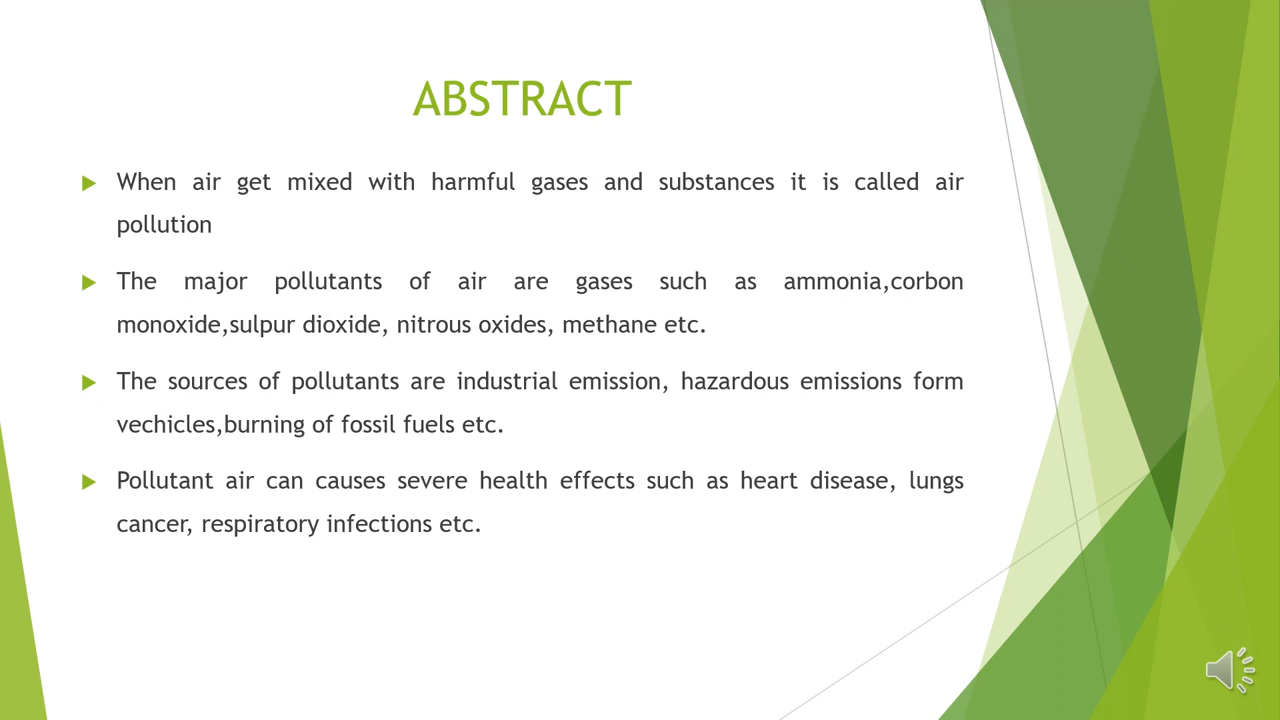 ABSTRACT
When air get mixed with harmful gases and substances it is called air
pollution
The major pollutants of air are gases such as ammonia,corbon
monoxide,sulpur dioxide, nitrous oxides, methane etc.
The sources of pollutants are industrial emission, hazardous emissions form
vechicles,burning of fossil fuels etc.
Pollutant air can causes severe health effects such as heart disease, lungs
cancer, respiratory infections etc.